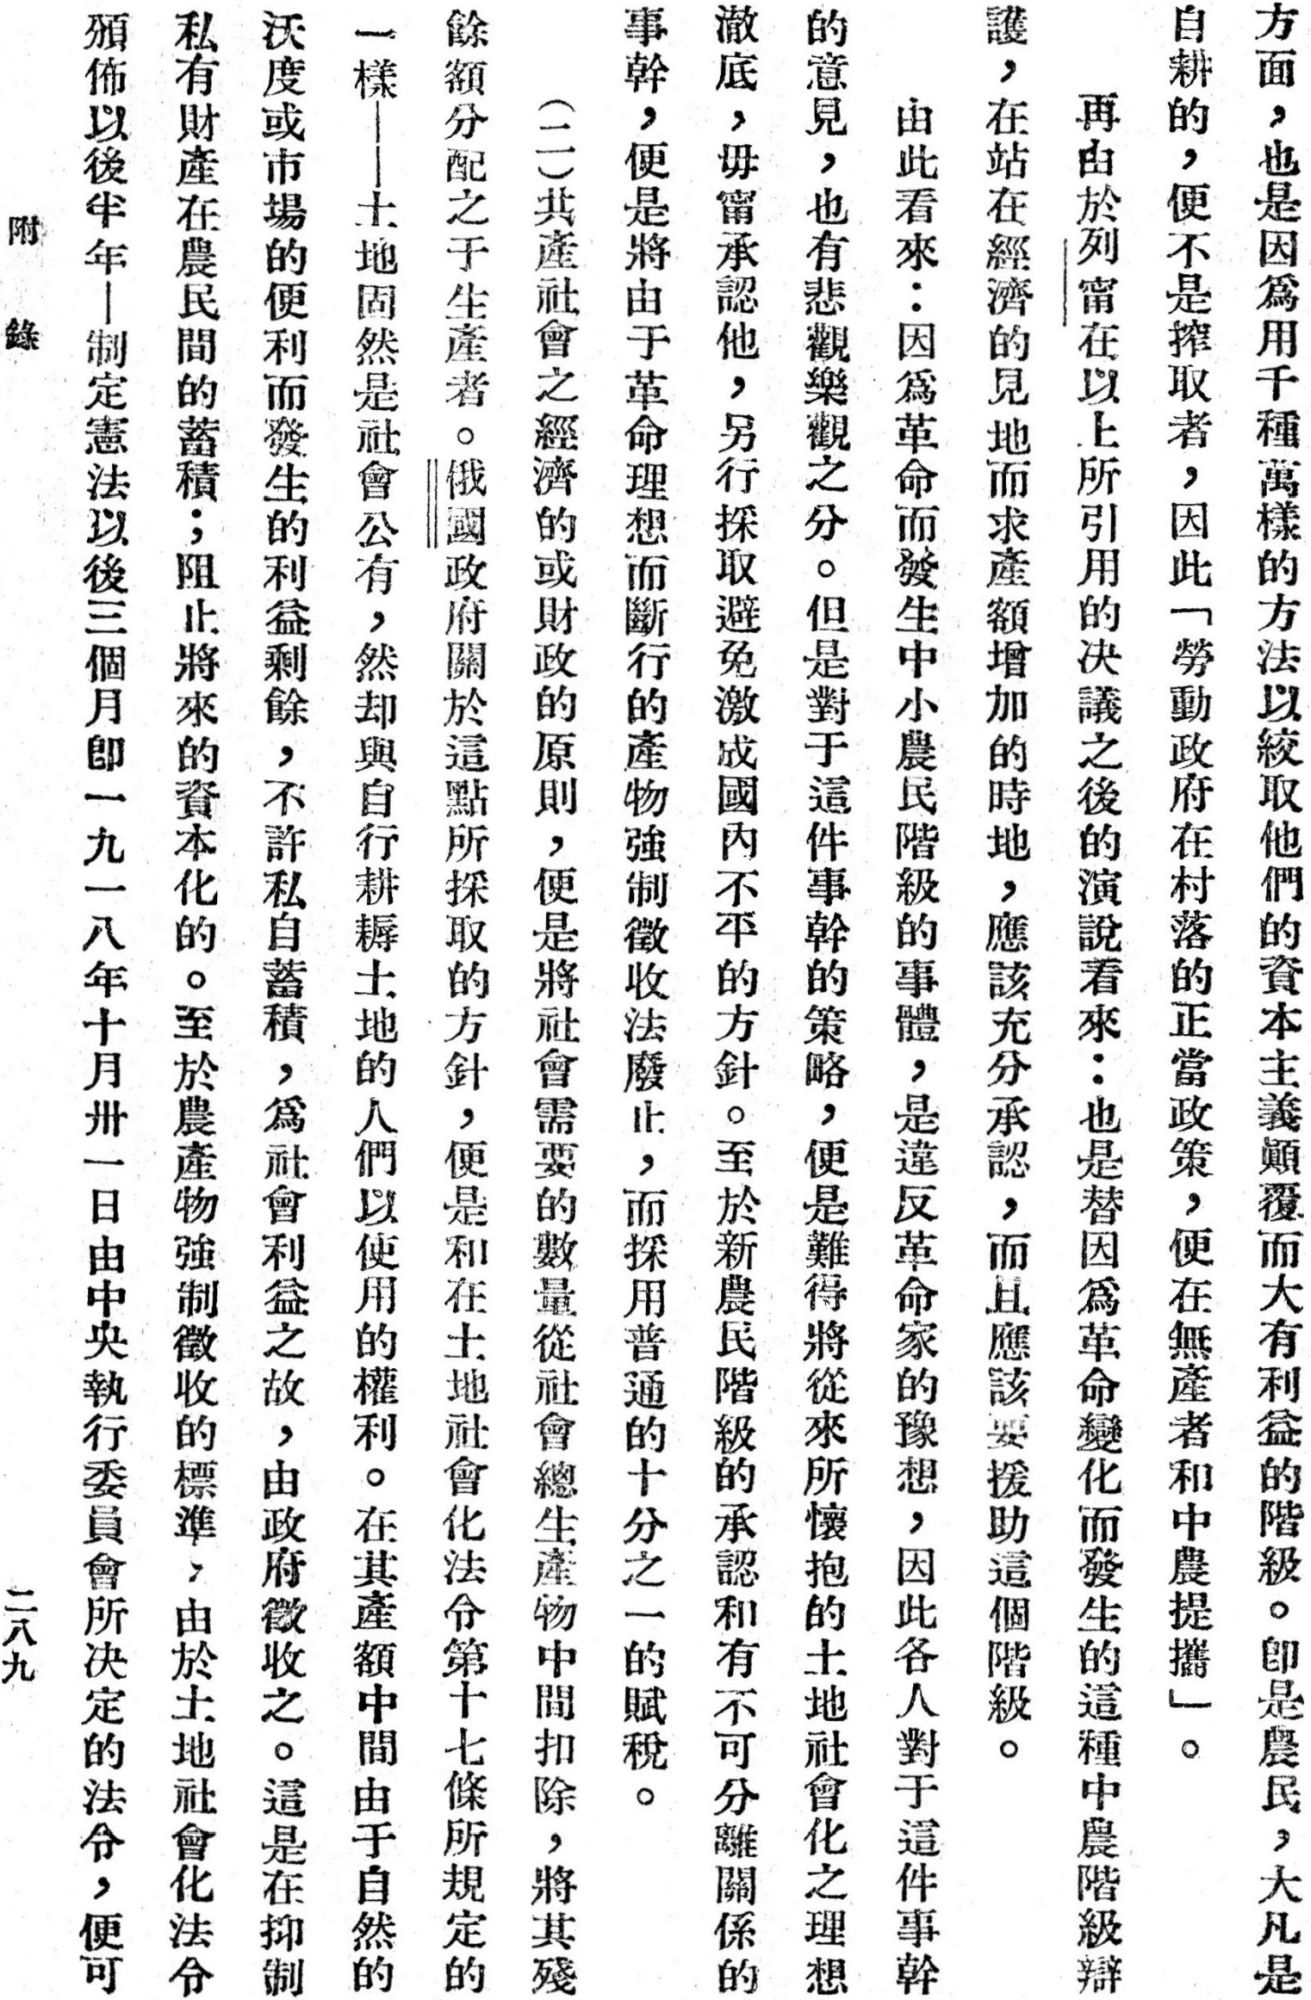 方面，也是因爲用千種萬樣的方法以絞取他們的資本主義顚覆而大有利益的階級。卽是農民，大凡是
自耕的，便不是搾取者，因此「勞動政府在村落的正當政策，便在無產者和中農提攜」。
再由於列甯在以上所引用的决議之後的演說看來：也是替因爲革命變化而發生的這種中農階級辯
護，在站在經濟的見地而求產額增加的時地，應該充分承認，而且應該要援助這個階級。
由此看來：因爲革命而發生中小農民階級的事體，是違反革命家的豫想，因此各人對于這件事幹
的意見，也有悲觀樂觀之分。但是對于這件事幹的策略，便是難得將從來所懷抱的土地社會化之理想
澈底，毋甯承認他，另行採取避免激成國內不平的方針。至於新農民階級的承認和有不可分離關係的
事幹，便是將由于革命理想而斷行的產物強制徵收法廢止，而採用普通的十分之一的賦稅。
（二）共產社會之經濟的或財政的原則，便是將社會需要的數量從社會總生產物中間扣除，將其殘
餘額分配之于生產者。俄國政府關於這點所採取的方針，便是和在土地社會化法令第十七條所規定的
一樣——土地固然是社會公有，然却與自行耕耨土地的人們以使用的權利。在其產額中間由于自然的
沃度或市場的便利而發生的利益剩餘，不許私自蓄積，爲社會利益之故，由政府徵收之。這是在抑制
私有財產在農民間的蓄積；阻止將來的資本化的。至於農產物強制徵收的標準，由於土地社會化法令
頒佈以後半年—制定憲法以後三個月卽一九一八年十月卅一日由中央執行委員會所决定的法令，便可
附錄
二八九